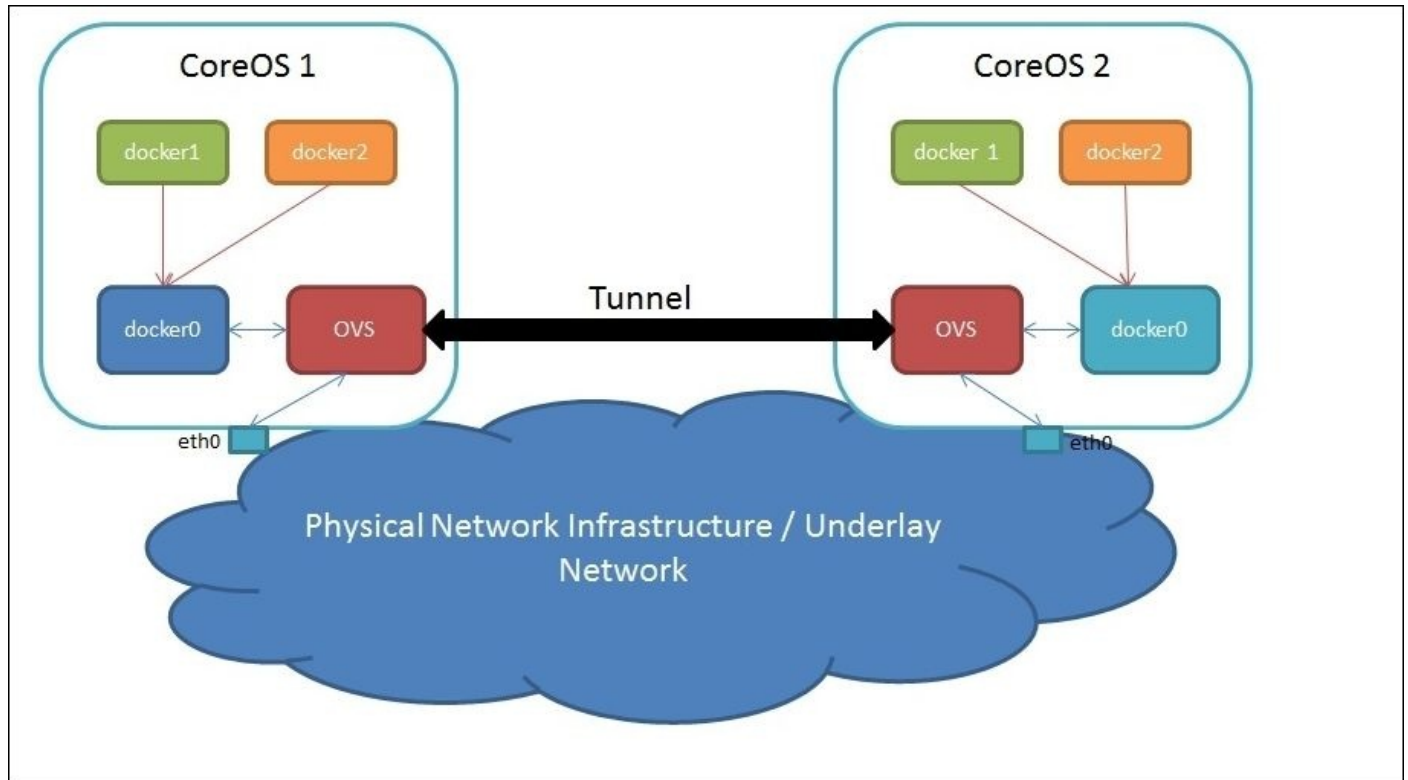 CoreOS 1
CoreOS 2
docker1
docker2
docker 1
docker2
Tunnel
docker0
OVS
OVS
docker0
eth0
eth0
Physical Network Infrastructure / Underlay
Network